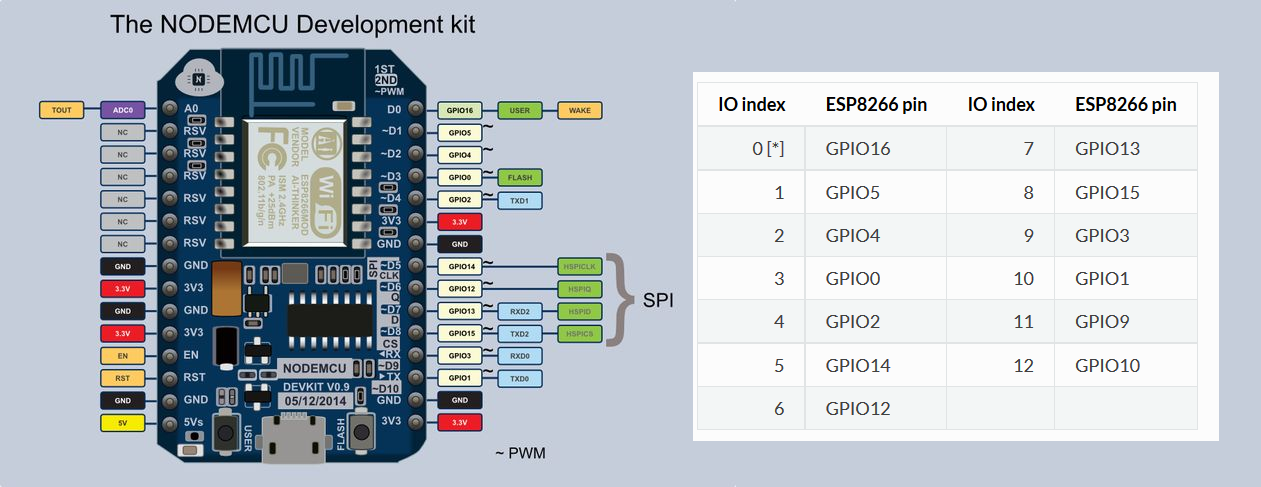 The NODEMCU Development kit
1ST
2ND
~PWM
TOUT ADC0 A0
NC RSV
NC RSV
NC RSV
NC RSV
NC RSV
NC RSV
GND GND
3.3V 3V3
GND GND
3.3V 3V3
EN EN
RST RST
GND GND
5V 5Vs
MODEL ESP8266MOD
VENDOR AI-THINKER
ISM 2.4GHz
PA +25dBm
802.11b/g/n
FC
Ai
WiFi
N
D0 GPIO16 USER WAKE
~D1 GPIO5 ~
~D2 GPIO4 ~
~D3 GPIO0 ~ FLASH
~D4 GPIO2 ~ TXD1
3V3 3.3V
GND GND
SPI
~D5 GPIO14 ~ HSPICLK
CLK
~D6 GPIO12 ~ HSPIQ
Q
~D7 GPIO13 ~ RXD2 HSPID
D
~D8 GPIO15 ~ TXD2 HSPICS
CS
SPI
RX GPIO3 ~ RXD0
~D9
TX GPIO1 ~ TXD0
~D10
GND GND
3V3 3.3V
NODEMCU
DEVKIT V0.9
05/12/2014
USER
FLASH
~ PWM
IO index ESP8266 pin IO index ESP8266 pin
0 [*] GPIO16 7 GPIO13
1 GPIO5 8 GPIO15
2 GPIO4 9 GPIO3
3 GPIO0 10 GPIO1
4 GPIO2 11 GPIO9
5 GPIO14 12 GPIO10
6 GPIO12